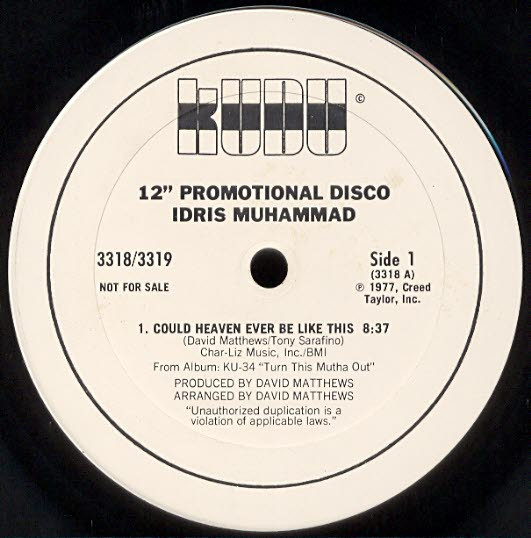 KUDU ©
12” PROMOTIONAL DISCO
IDRIS MUHAMMAD
3318/3319
NOT FOR SALE
Side 1
(3318 A)
℗ 1977, Creed
Taylor, Inc.
1. COULD HEAVEN EVER BE LIKE THIS 8:37
(David Matthews/Tony Sarafino)
Char-Liz Music, Inc./BMI
From Album: KU-34 “Turn This Mutha Out”
PRODUCED BY DAVID MATTHEWS
ARRANGED BY DAVID MATTHEWS
“Unauthorized duplication is a
violation of applicable laws.”